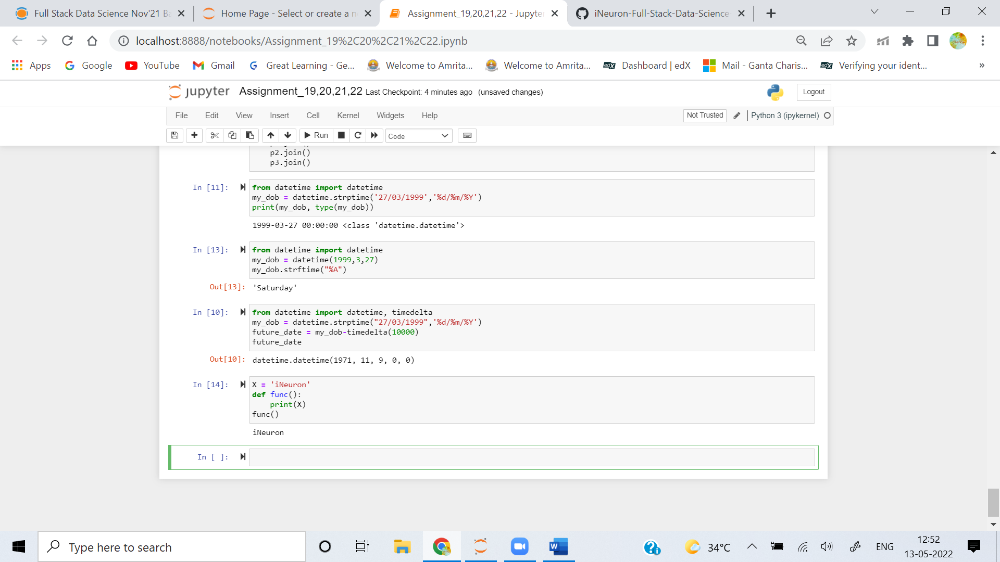 Full Stack Data Science Nov'21 Ba
Home Page - Select or create a n
Assignment_19,20,21,22 - Jupyte
iNeuron-Full-Stack-Data-Science-
localhost:8888/notebooks/Assignment_19%2C20%2C21%2C22.ipynb
Apps
Google
YouTube
Gmail
Great Learning - Ge...
Welcome to Amrita...
Welcome to Amrita...
Dashboard | edX
Mail - Ganta Charis...
Verifying your ident...
»
jupyter Assignment_19,20,21,22 Last Checkpoint: 4 minutes ago (unsaved changes)
Logout
File Edit View Insert Cell Kernel Widgets Help
Not Trusted
Python 3 (ipykernel)
Run
Code
p2.join()
p3.join()
In [11]:
from datetime import datetime
my_dob = datetime.strptime('27/03/1999','%d/%m/%Y')
print(my_dob, type(my_dob))
1999-03-27 00:00:00 <class 'datetime.datetime'>
In [13]:
from datetime import datetime
my_dob = datetime(1999,3,27)
my_dob.strftime("%A")
Out[13]: 'Saturday'
In [10]:
from datetime import datetime, timedelta
my_dob = datetime.strptime("27/03/1999",'%d/%m/%Y')
future_date = my_dob-timedelta(10000)
future_date
Out[10]: datetime.datetime(1971, 11, 9, 0, 0)
In [14]:
X = 'iNeuron'
def func():
    print(X)
func()
iNeuron
In [ ]:
Type here to search
34°C
ENG
12:52
13-05-2022